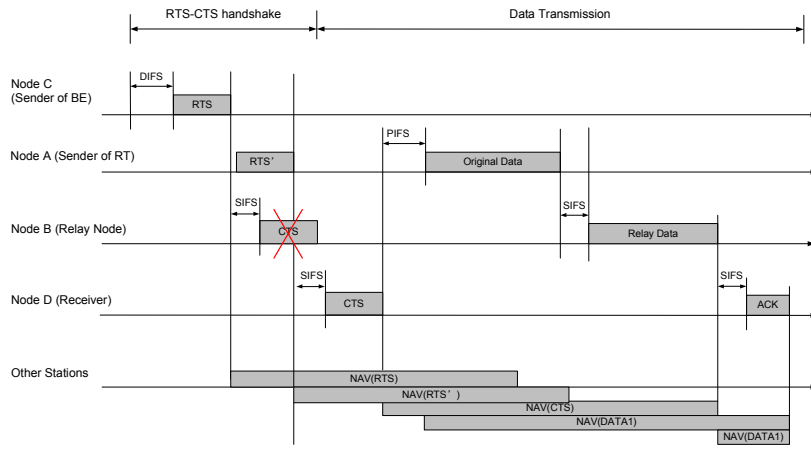 RTS-CTS handshake
Data Transmission
Node C
(Sender of BE)
DIFS
RTS
Node A (Sender of RT)
RTS’
PIFS
Original Data
Node B (Relay Node)
SIFS
CTS
SIFS
Relay Data
Node D (Receiver)
SIFS
CTS
SIFS
ACK
Other Stations
NAV(RTS)
NAV(RTS’)
NAV(CTS)
NAV(DATA1)
NAV(DATA1)